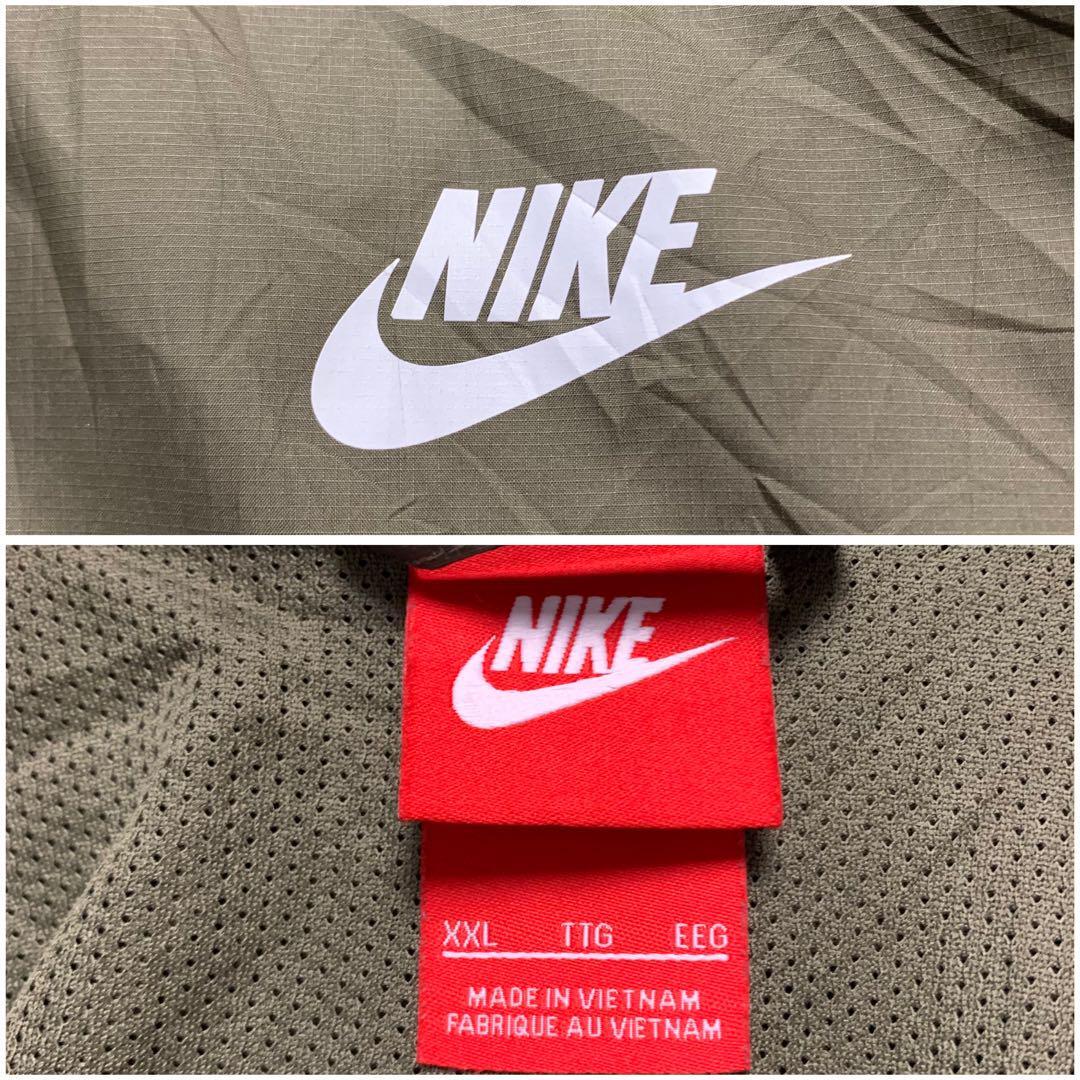 NIKE
NIKE
XXL TTG EEG
MADE IN VIETNAM
FABRIQUE AU VIETNAM